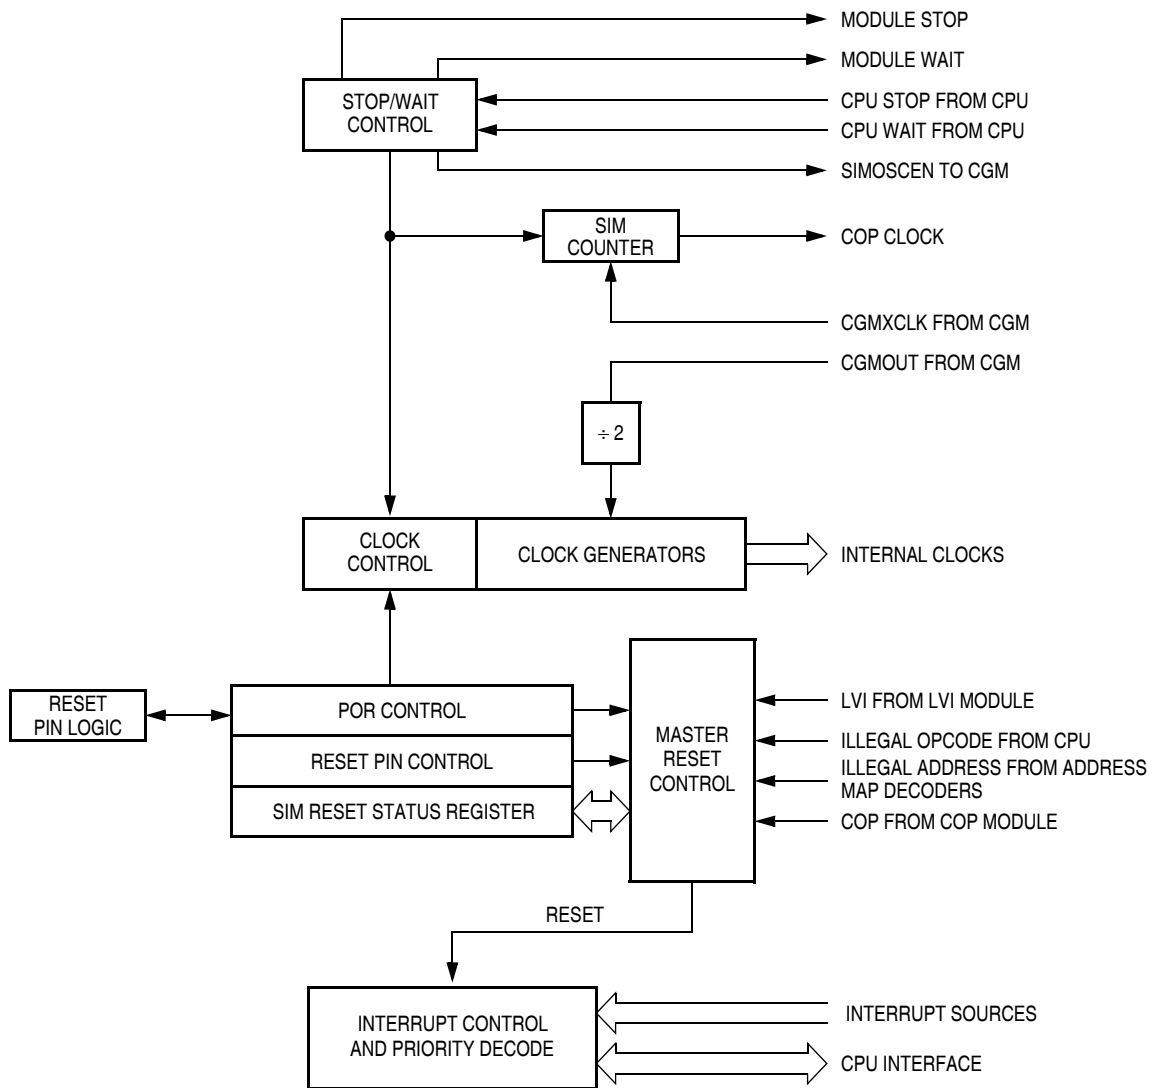 MODULE STOP
MODULE WAIT
STOP/WAIT
CONTROL
CPU STOP FROM CPU
CPU WAIT FROM CPU
SIMOSCEN TO CGM
SIM
COUNTER
COP CLOCK
CGMXCLK FROM CGM
CGMOUT FROM CGM
÷ 2
CLOCK
CONTROL
CLOCK GENERATORS
INTERNAL CLOCKS
RESET
PIN LOGIC
POR CONTROL
RESET PIN CONTROL
SIM RESET STATUS REGISTER
MASTER
RESET
CONTROL
LVI FROM LVI MODULE
ILLEGAL OPCODE FROM CPU
ILLEGAL ADDRESS FROM ADDRESS
MAP DECODERS
COP FROM COP MODULE
RESET
INTERRUPT CONTROL
AND PRIORITY DECODE
INTERRUPT SOURCES
CPU INTERFACE